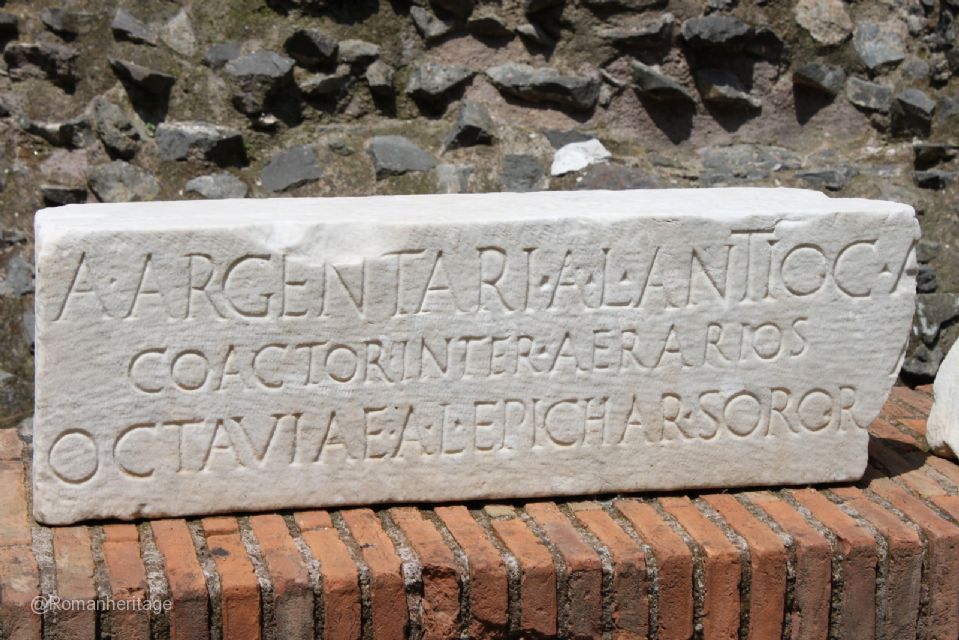 A·ARGENTARI·A·L·ANTIOC·A
COACTOR·INTER·AERARIOS
OCTAVIAE·A·L·EPICHAR·SOROR
@Romanheritage